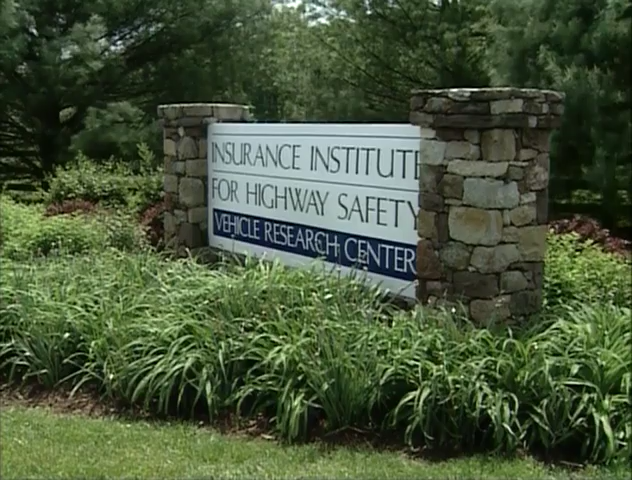 INSURANCE INSTITUTE
FOR HIGHWAY SAFETY
VEHICLE RESEARCH CENTER